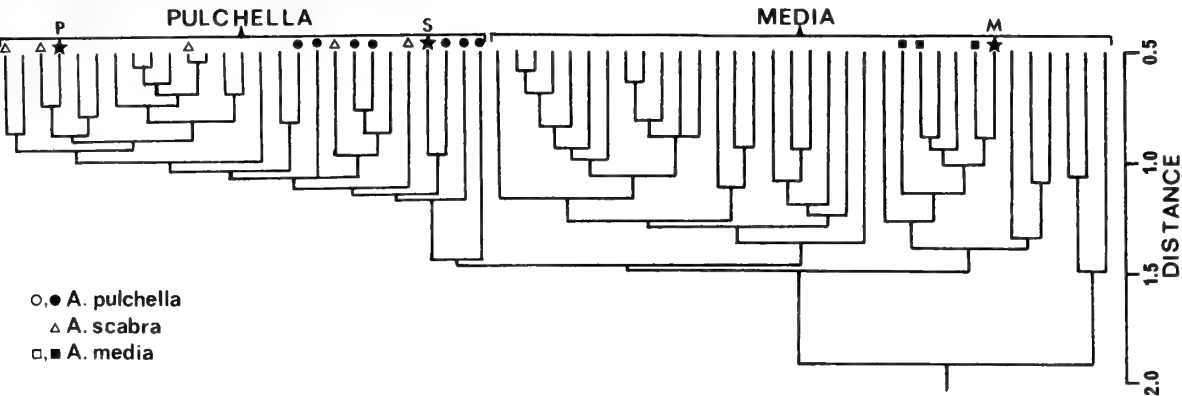 PULCHELLA
MEDIA
P
S
M
0.5
1.0
1.5
2.0
DISTANCE
○,● A. pulchella
△ A. scabra
□,■ A. media